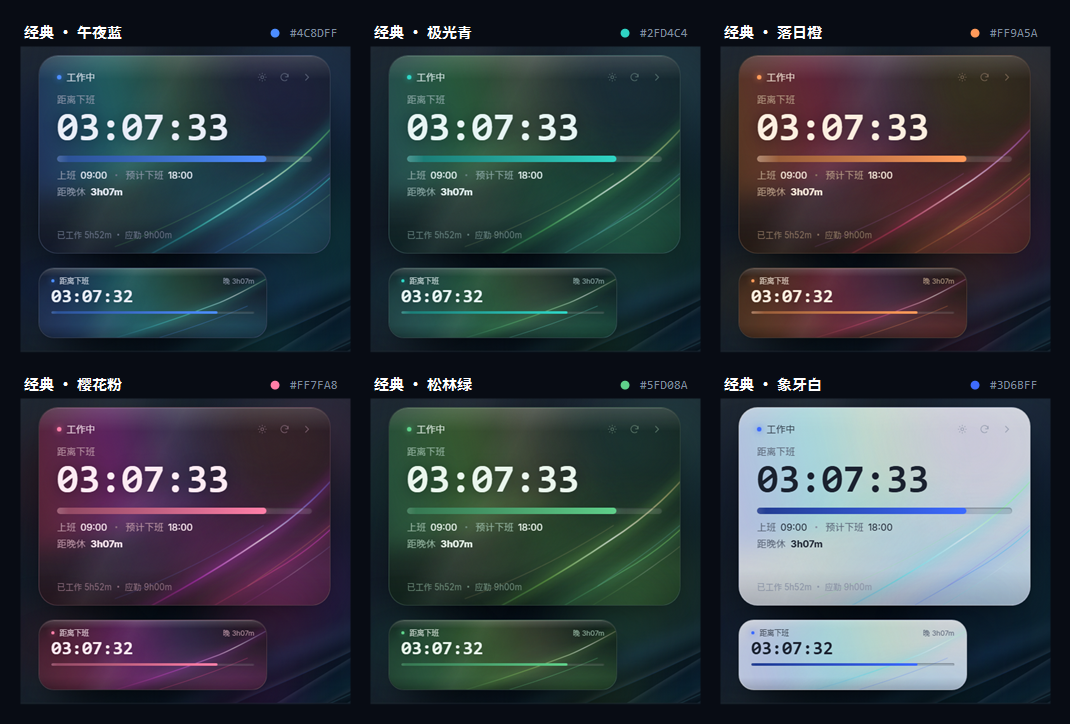 经典 • 午夜蓝 #4C8DFF
工作中
距离下班
03:07:33
上班 09:00 · 预计下班 18:00
距晚休 3h07m
已工作 5h52m • 应勤 9h00m
距离下班 晚 3h07m
03:07:32
经典 • 极光青 #2FD4C4
工作中
距离下班
03:07:33
上班 09:00 · 预计下班 18:00
距晚休 3h07m
已工作 5h52m • 应勤 9h00m
距离下班 晚 3h07m
03:07:32
经典 • 落日橙 #FF9A5A
工作中
距离下班
03:07:33
上班 09:00 · 预计下班 18:00
距晚休 3h07m
已工作 5h52m • 应勤 9h00m
距离下班 晚 3h07m
03:07:32
经典 • 樱花粉 #FF7FA8
工作中
距离下班
03:07:33
上班 09:00 · 预计下班 18:00
距晚休 3h07m
已工作 5h52m • 应勤 9h00m
距离下班 晚 3h07m
03:07:32
经典 • 松林绿 #5FD08A
工作中
距离下班
03:07:33
上班 09:00 · 预计下班 18:00
距晚休 3h07m
已工作 5h52m • 应勤 9h00m
距离下班 晚 3h07m
03:07:32
经典 • 象牙白 #3D6BFF
工作中
距离下班
03:07:33
上班 09:00 · 预计下班 18:00
距晚休 3h07m
已工作 5h52m • 应勤 9h00m
距离下班 晚 3h07m
03:07:32